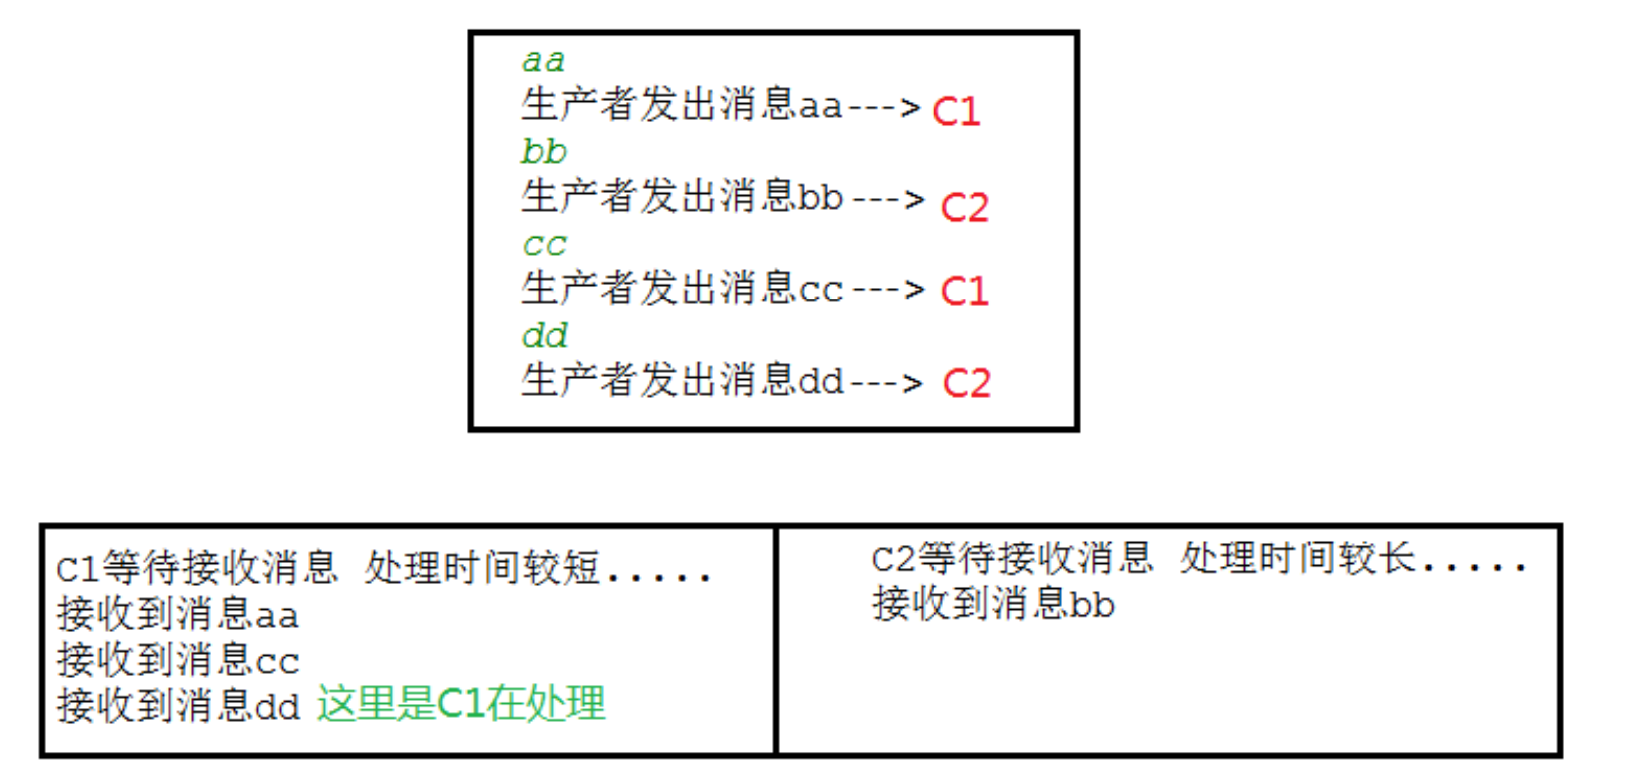 aa
生产者发出消息aa---> C1
bb
生产者发出消息bb ---> C2
cc
生产者发出消息cc ---> C1
dd
生产者发出消息dd ---> C2
C1等待接收消息 处理时间较短.....
接收到消息aa
接收到消息cc
接收到消息dd 这里是C1在处理
C2等待接收消息 处理时间较长.....
接收到消息bb